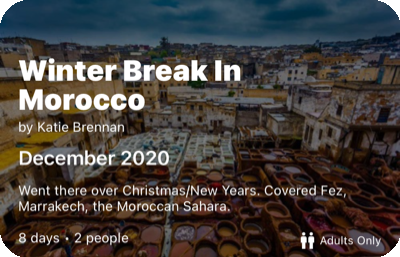 Winter Break In
Morocco
by Katie Brennan
December 2020
Went there over Christmas/New Years. Covered Fez,
Marrakech, the Moroccan Sahara.
8 days • 2 people
Adults Only